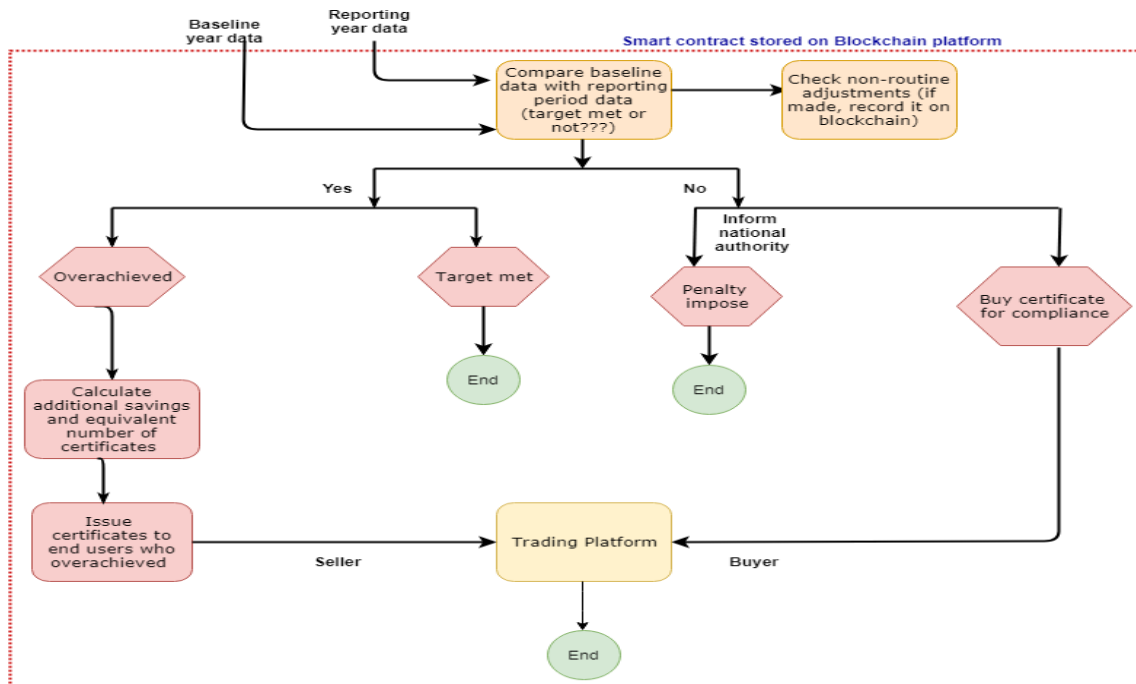 Baseline
year data
Reporting
year data
Smart contract stored on Blockchain platform
Compare baseline
data with reporting
period data
(target met or
not???)
Check non-routine
adjustments (if
made, record it on
blockchain)
Yes
No
Inform
national
authority
Overachieved
Target met
Penalty
impose
Buy certificate
for compliance
End
End
Calculate
additional savings
and equivalent
number of
certificates
Issue
certificates to
end users who
overachieved
Seller
Trading Platform
Buyer
End